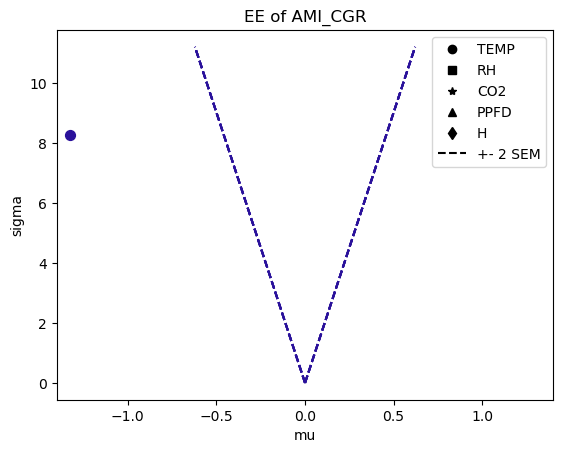 EE of AMI_CGR
TEMP
RH
CO2
PPFD
H
+- 2 SEM
10
8
6
4
2
0
sigma
−1.0
−0.5
0.0
0.5
1.0
mu